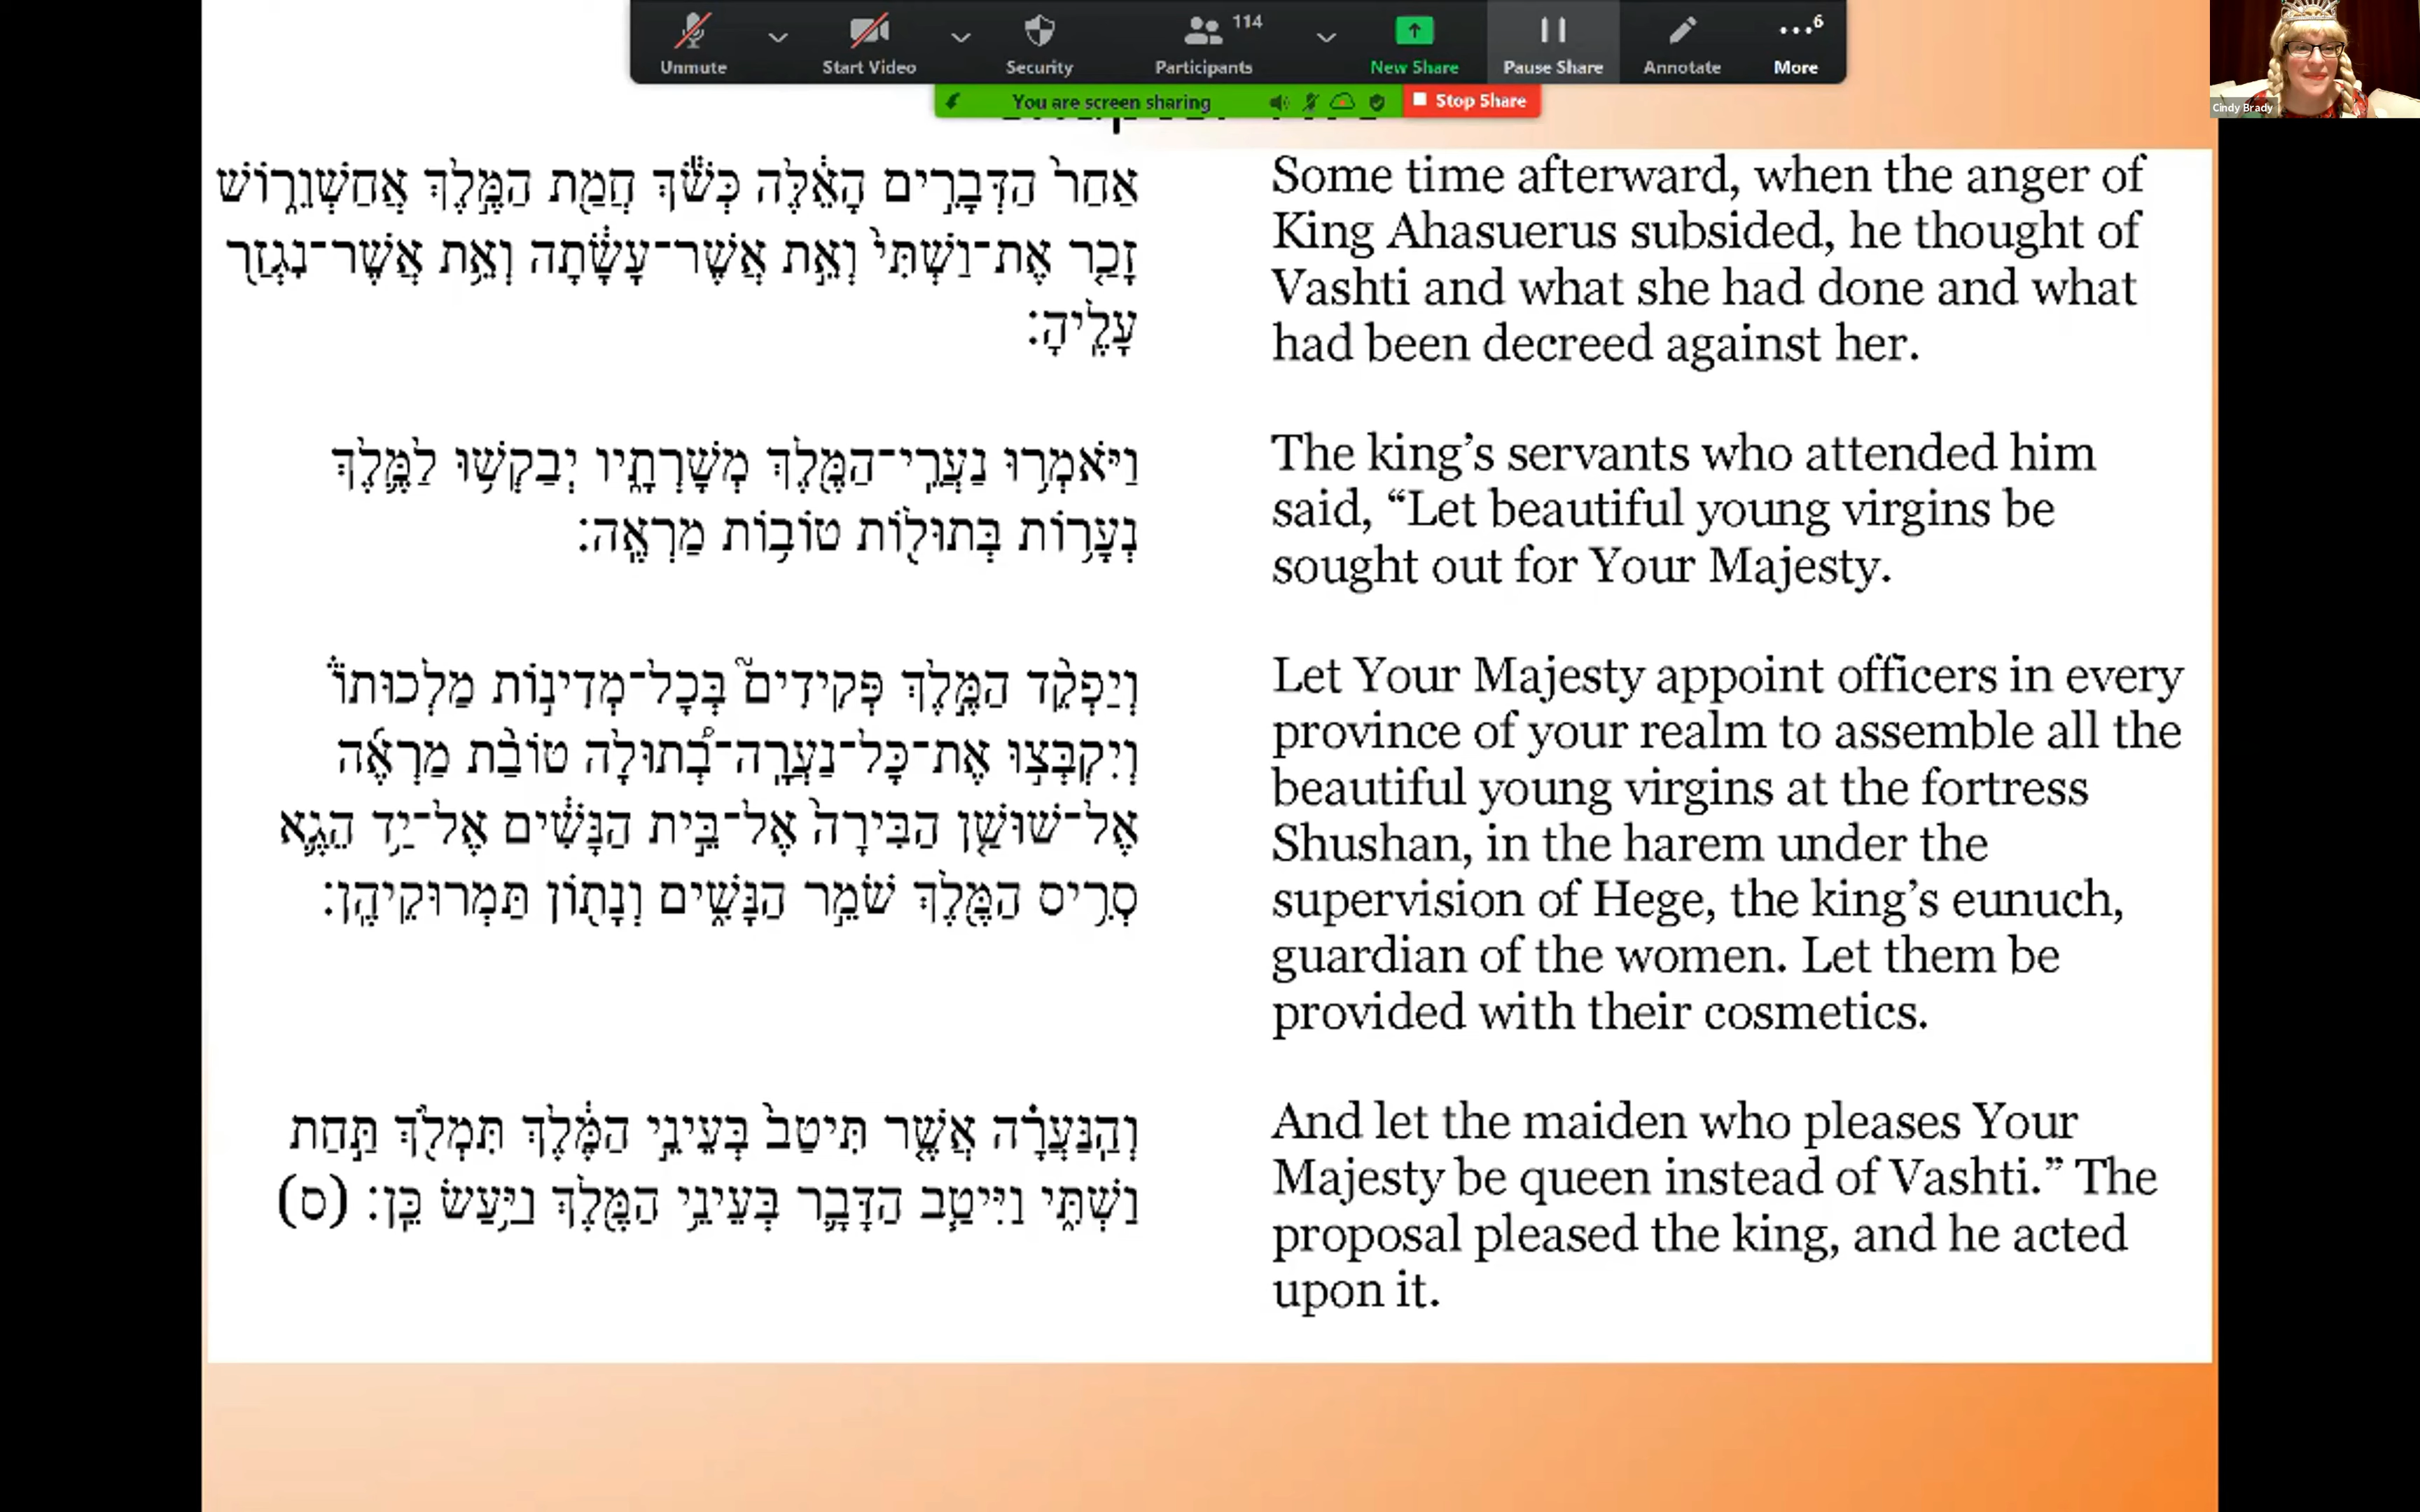 Unmute
Start Video
Security
Participants 114
New Share
Pause Share
Annotate
More 6
You are screen sharing
Stop Share
Cindy Brady
אַחַר֙ הַדְּבָרִ֣ים הָאֵ֔לֶּה כְּשֹׁ֕ךְ חֲמַ֖ת הַמֶּ֣לֶךְ אֲחַשְׁוֵר֑וֹשׁ
זָכַ֤ר אֶת־וַשְׁתִּי֙ וְאֵ֣ת אֲשֶׁר־עָשָׂ֔תָה וְאֵ֥ת אֲשֶׁר־נִגְזַ֖ר
עָלֶֽיהָ׃
Some time afterward, when the anger of
King Ahasuerus subsided, he thought of
Vashti and what she had done and what
had been decreed against her.
וַיֹּאמְר֥וּ נַעֲרֵֽי־הַמֶּ֖לֶךְ מְשָׁרְתָ֑יו יְבַקְשׁ֥וּ לַמֶּ֛לֶךְ
נְעָר֥וֹת בְּתוּל֖וֹת טוֹב֥וֹת מַרְאֶֽה׃
The king’s servants who attended him
said, “Let beautiful young virgins be
sought out for Your Majesty.
וְיַפְקֵ֨ד הַמֶּ֣לֶךְ פְּקִידִים֮ בְּכָל־מְדִינ֣וֹת מַלְכוּתוֹ֒
וְיִקְבְּצ֣וּ אֶת־כָּל־נַעֲרָֽה־בְ֠תוּלָה טוֹבַ֨ת מַרְאֶ֜ה
אֶל־שׁוּשַׁ֤ן הַבִּירָה֙ אֶל־בֵּ֣ית הַנָּשִׁ֔ים אֶל־יַ֥ד הֵגֶ֛א
סְרִ֥יס הַמֶּ֖לֶךְ שֹׁמֵ֣ר הַנָּשִׁ֑ים וְנָת֖וֹן תַּמְרוּקֵיהֶֽן׃
Let Your Majesty appoint officers in every
province of your realm to assemble all the
beautiful young virgins at the fortress
Shushan, in the harem under the
supervision of Hege, the king’s eunuch,
guardian of the women. Let them be
provided with their cosmetics.
וְהַֽנַּעֲרָ֗ה אֲשֶׁ֤ר תִּיטַב֙ בְּעֵינֵ֣י הַמֶּ֔לֶךְ תִּמְלֹ֖ךְ תַּ֣חַת
וַשְׁתִּ֑י וַיִּיטַ֧ב הַדָּבָ֛ר בְּעֵינֵ֥י הַמֶּ֖לֶךְ וַיַּ֥עַשׂ כֵּֽן׃ (ס)
And let the maiden who pleases Your
Majesty be queen instead of Vashti.” The
proposal pleased the king, and he acted
upon it.